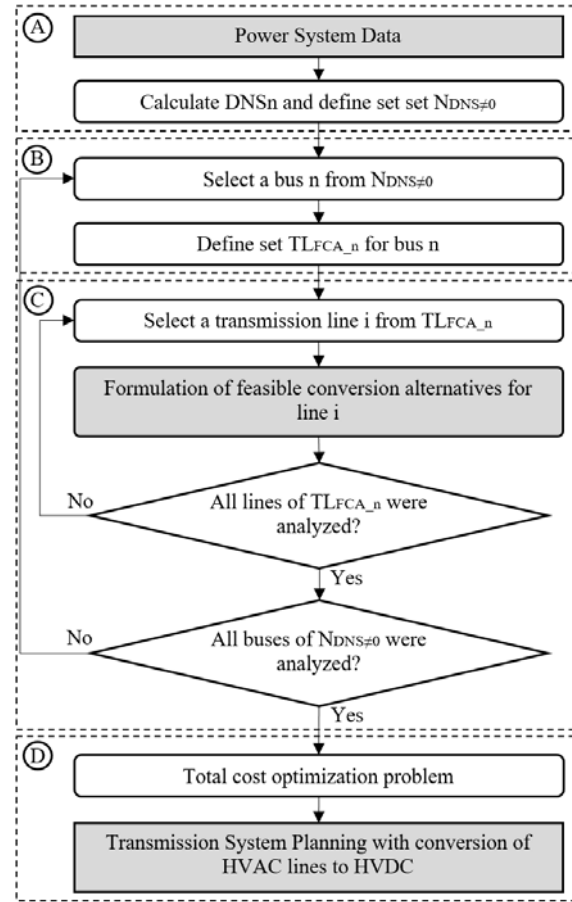 A
Power System Data
Calculate DNSn and define set set NDNS≠0
B
Select a bus n from NDNS≠0
Define set TLFCA_n for bus n
C
Select a transmission line i from TLFCA_n
Formulation of feasible conversion alternatives for
line i
No
All lines of TLFCA_n were
analyzed?
Yes
No
All buses of NDNS≠0 were
analyzed?
Yes
D
Total cost optimization problem
Transmission System Planning with conversion of
HVAC lines to HVDC